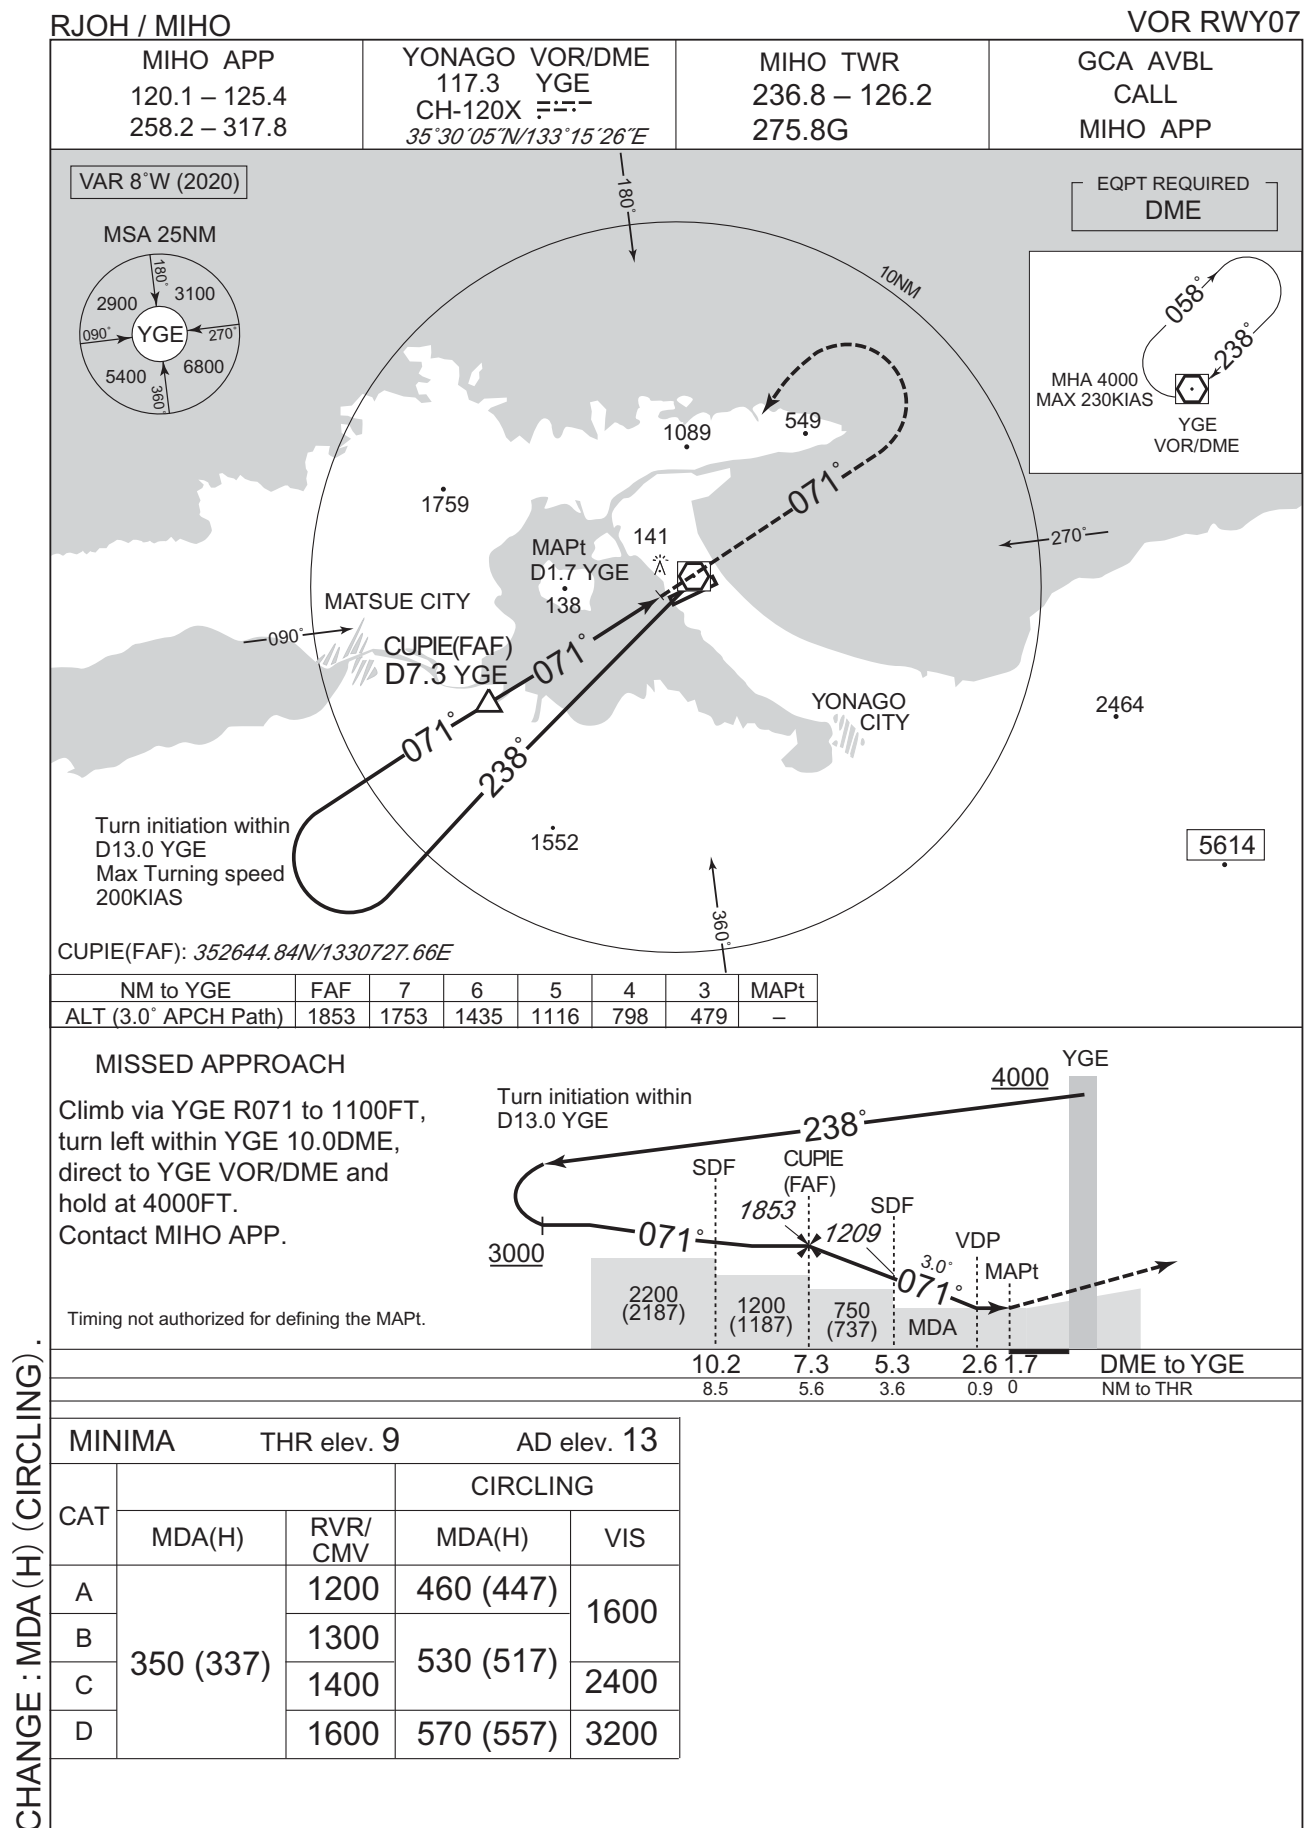 RJOH / MIHO
VOR RWY07
MIHO APP
120.1 – 125.4
258.2 – 317.8
YONAGO VOR/DME
117.3 YGE
CH-120X
35°30´05˝N/133°15´26˝E
MIHO TWR
236.8 – 126.2
275.8G
GCA AVBL
CALL
MIHO APP
VAR 8°W (2020)
MSA 25NM
180°
2900
3100
090°
YGE
270°
5400
6800
360°
180°
10NM
EQPT REQUIRED
DME
058°
238°
MHA 4000
MAX 230KIAS
YGE
VOR/DME
1089
549
071°
1759
141
MAPt
D1.7 YGE
138
270°
MATSUE CITY
090°
CUPIE(FAF)
D7.3 YGE
071°
071°
238°
YONAGO
CITY
2464
Turn initiation within
D13.0 YGE
Max Turning speed
200KIAS
1552
5614
360°
CUPIE(FAF): 352644.84N/1330727.66E
NM to YGE FAF 7 6 5 4 3 MAPt
ALT (3.0° APCH Path) 1853 1753 1435 1116 798 479 –
MISSED APPROACH
Climb via YGE R071 to 1100FT,
turn left within YGE 10.0DME,
direct to YGE VOR/DME and
hold at 4000FT.
Contact MIHO APP.
Timing not authorized for defining the MAPt.
Turn initiation within
D13.0 YGE
YGE
4000
238°
SDF
CUPIE
(FAF)
1853
SDF
1209
071°
3000
VDP
3.0°
MAPt
071°
2200
(2187)
1200
(1187)
750
(737)
MDA
10.2 7.3 5.3 2.6 1.7 DME to YGE
8.5 5.6 3.6 0.9 0 NM to THR
MINIMA THR elev. 9 AD elev. 13
CAT
CIRCLING
MDA(H)
RVR/
CMV
MDA(H)
VIS
A 1200 460 (447)
1600
B 1300
350 (337)
530 (517)
C 1400 2400
D 1600 570 (557) 3200
CHANGE : MDA (H) (CIRCLING).